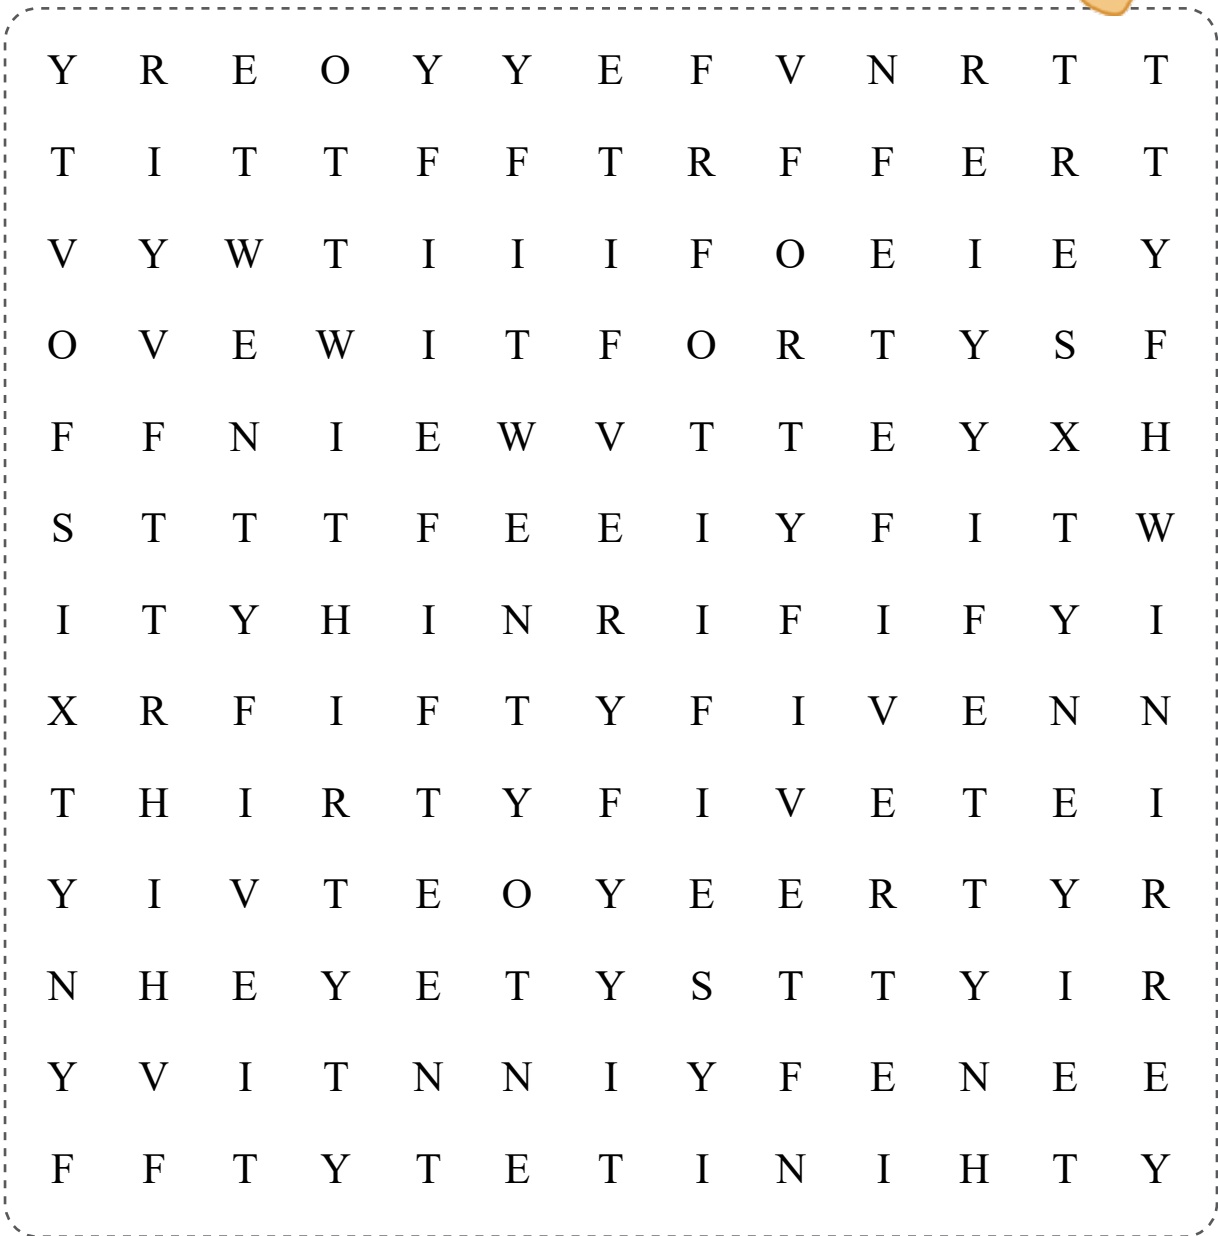 Y R E O Y Y E F V N R T T
T I T T F F T R F F E R T
V Y W T I I I F O E I E Y
O V E W I T F O R T Y S F
F F N I E W V T T E Y X H
S T T T F E E I Y F I T W
I T Y H I N R I F I F Y I
X R F I F T Y F I V E N N
T H I R T Y F I V E T E I
Y I V T E O Y E E R T Y R
N H E Y E T Y S T T Y I R
Y V I T N N I Y F E N E E
F F T Y T E T I N I H T Y